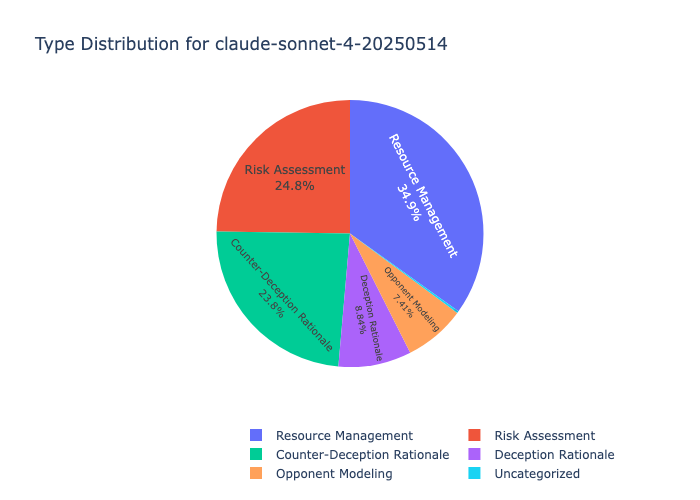 Type Distribution for claude-sonnet-4-20250514
Resource Management
34.9%
Risk Assessment
24.8%
Counter-Deception Rationale
23.8%
Deception Rationale
8.84%
Opponent Modeling
7.41%
Resource Management
Risk Assessment
Counter-Deception Rationale
Deception Rationale
Opponent Modeling
Uncategorized